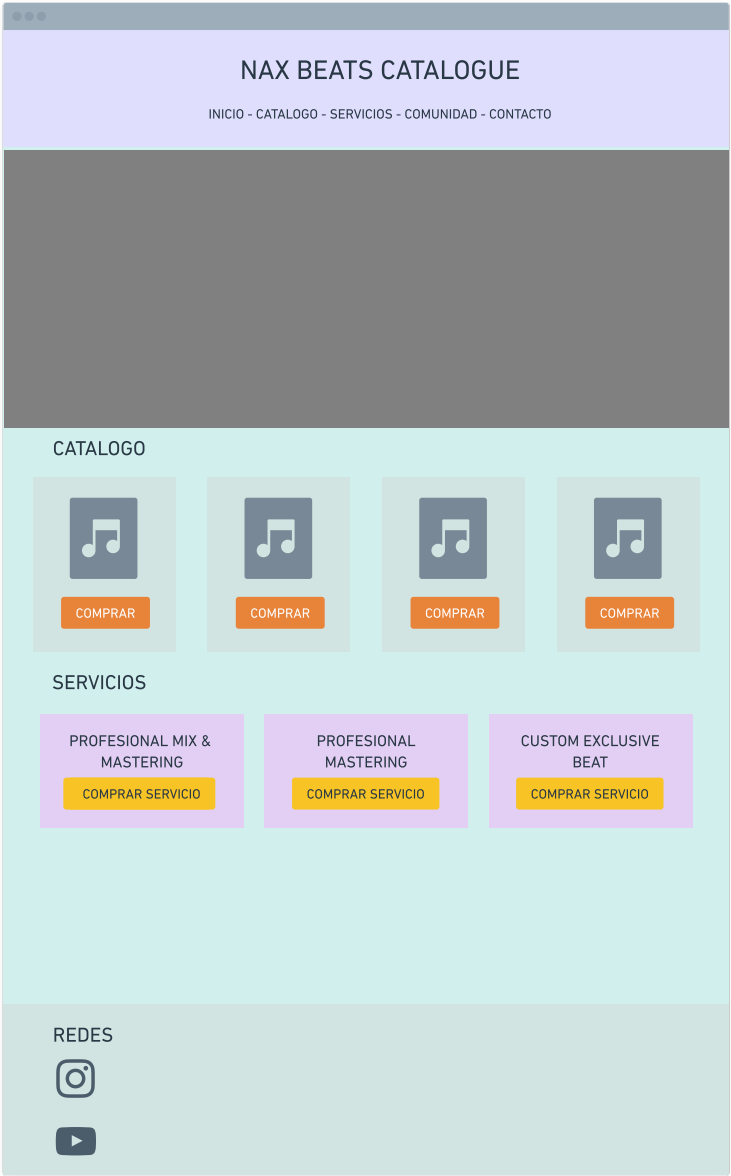 NAX BEATS CATALOGUE
INICIO - CATALOGO - SERVICIOS - COMUNIDAD - CONTACTO
CATALOGO
COMPRAR
COMPRAR
COMPRAR
COMPRAR
SERVICIOS
PROFESIONAL MIX &
MASTERING
COMPRAR SERVICIO
PROFESIONAL
MASTERING
COMPRAR SERVICIO
CUSTOM EXCLUSIVE
BEAT
COMPRAR SERVICIO
REDES